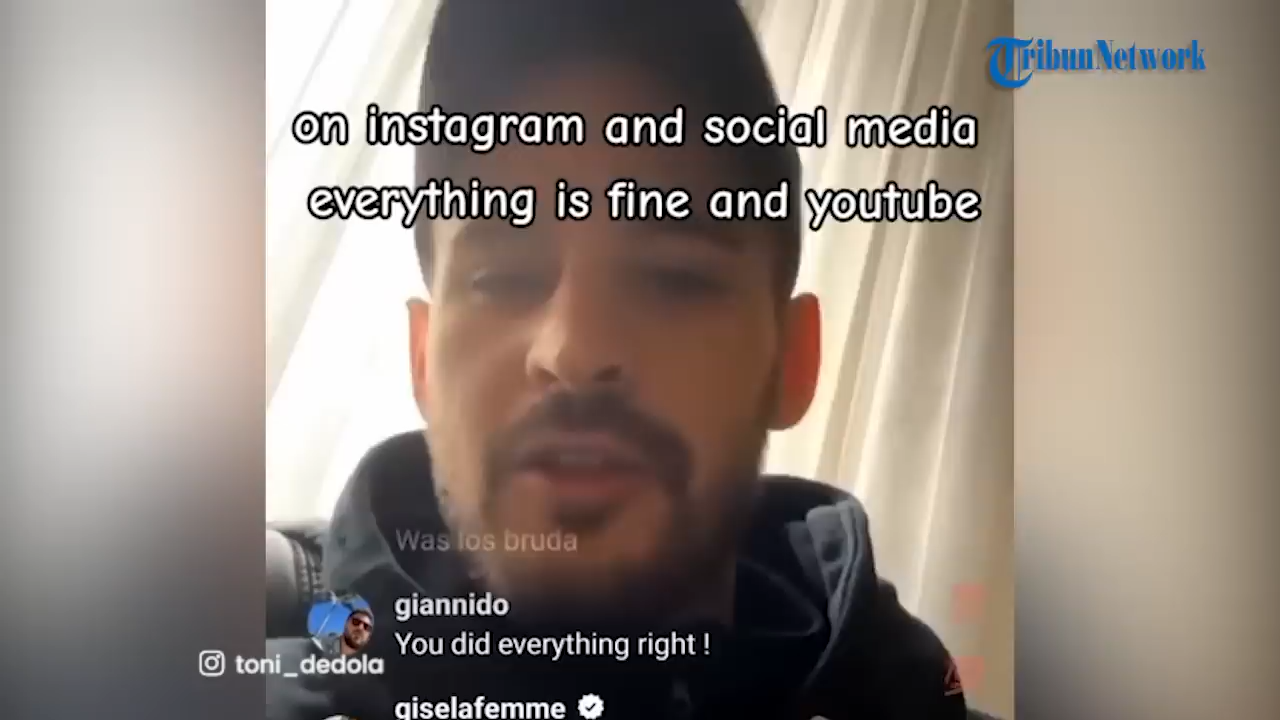 TribunNetwork
on instagram and social media
everything is fine and youtube
Was los bruda
giannido
You did everything right !
toni_dedola
giselafemme